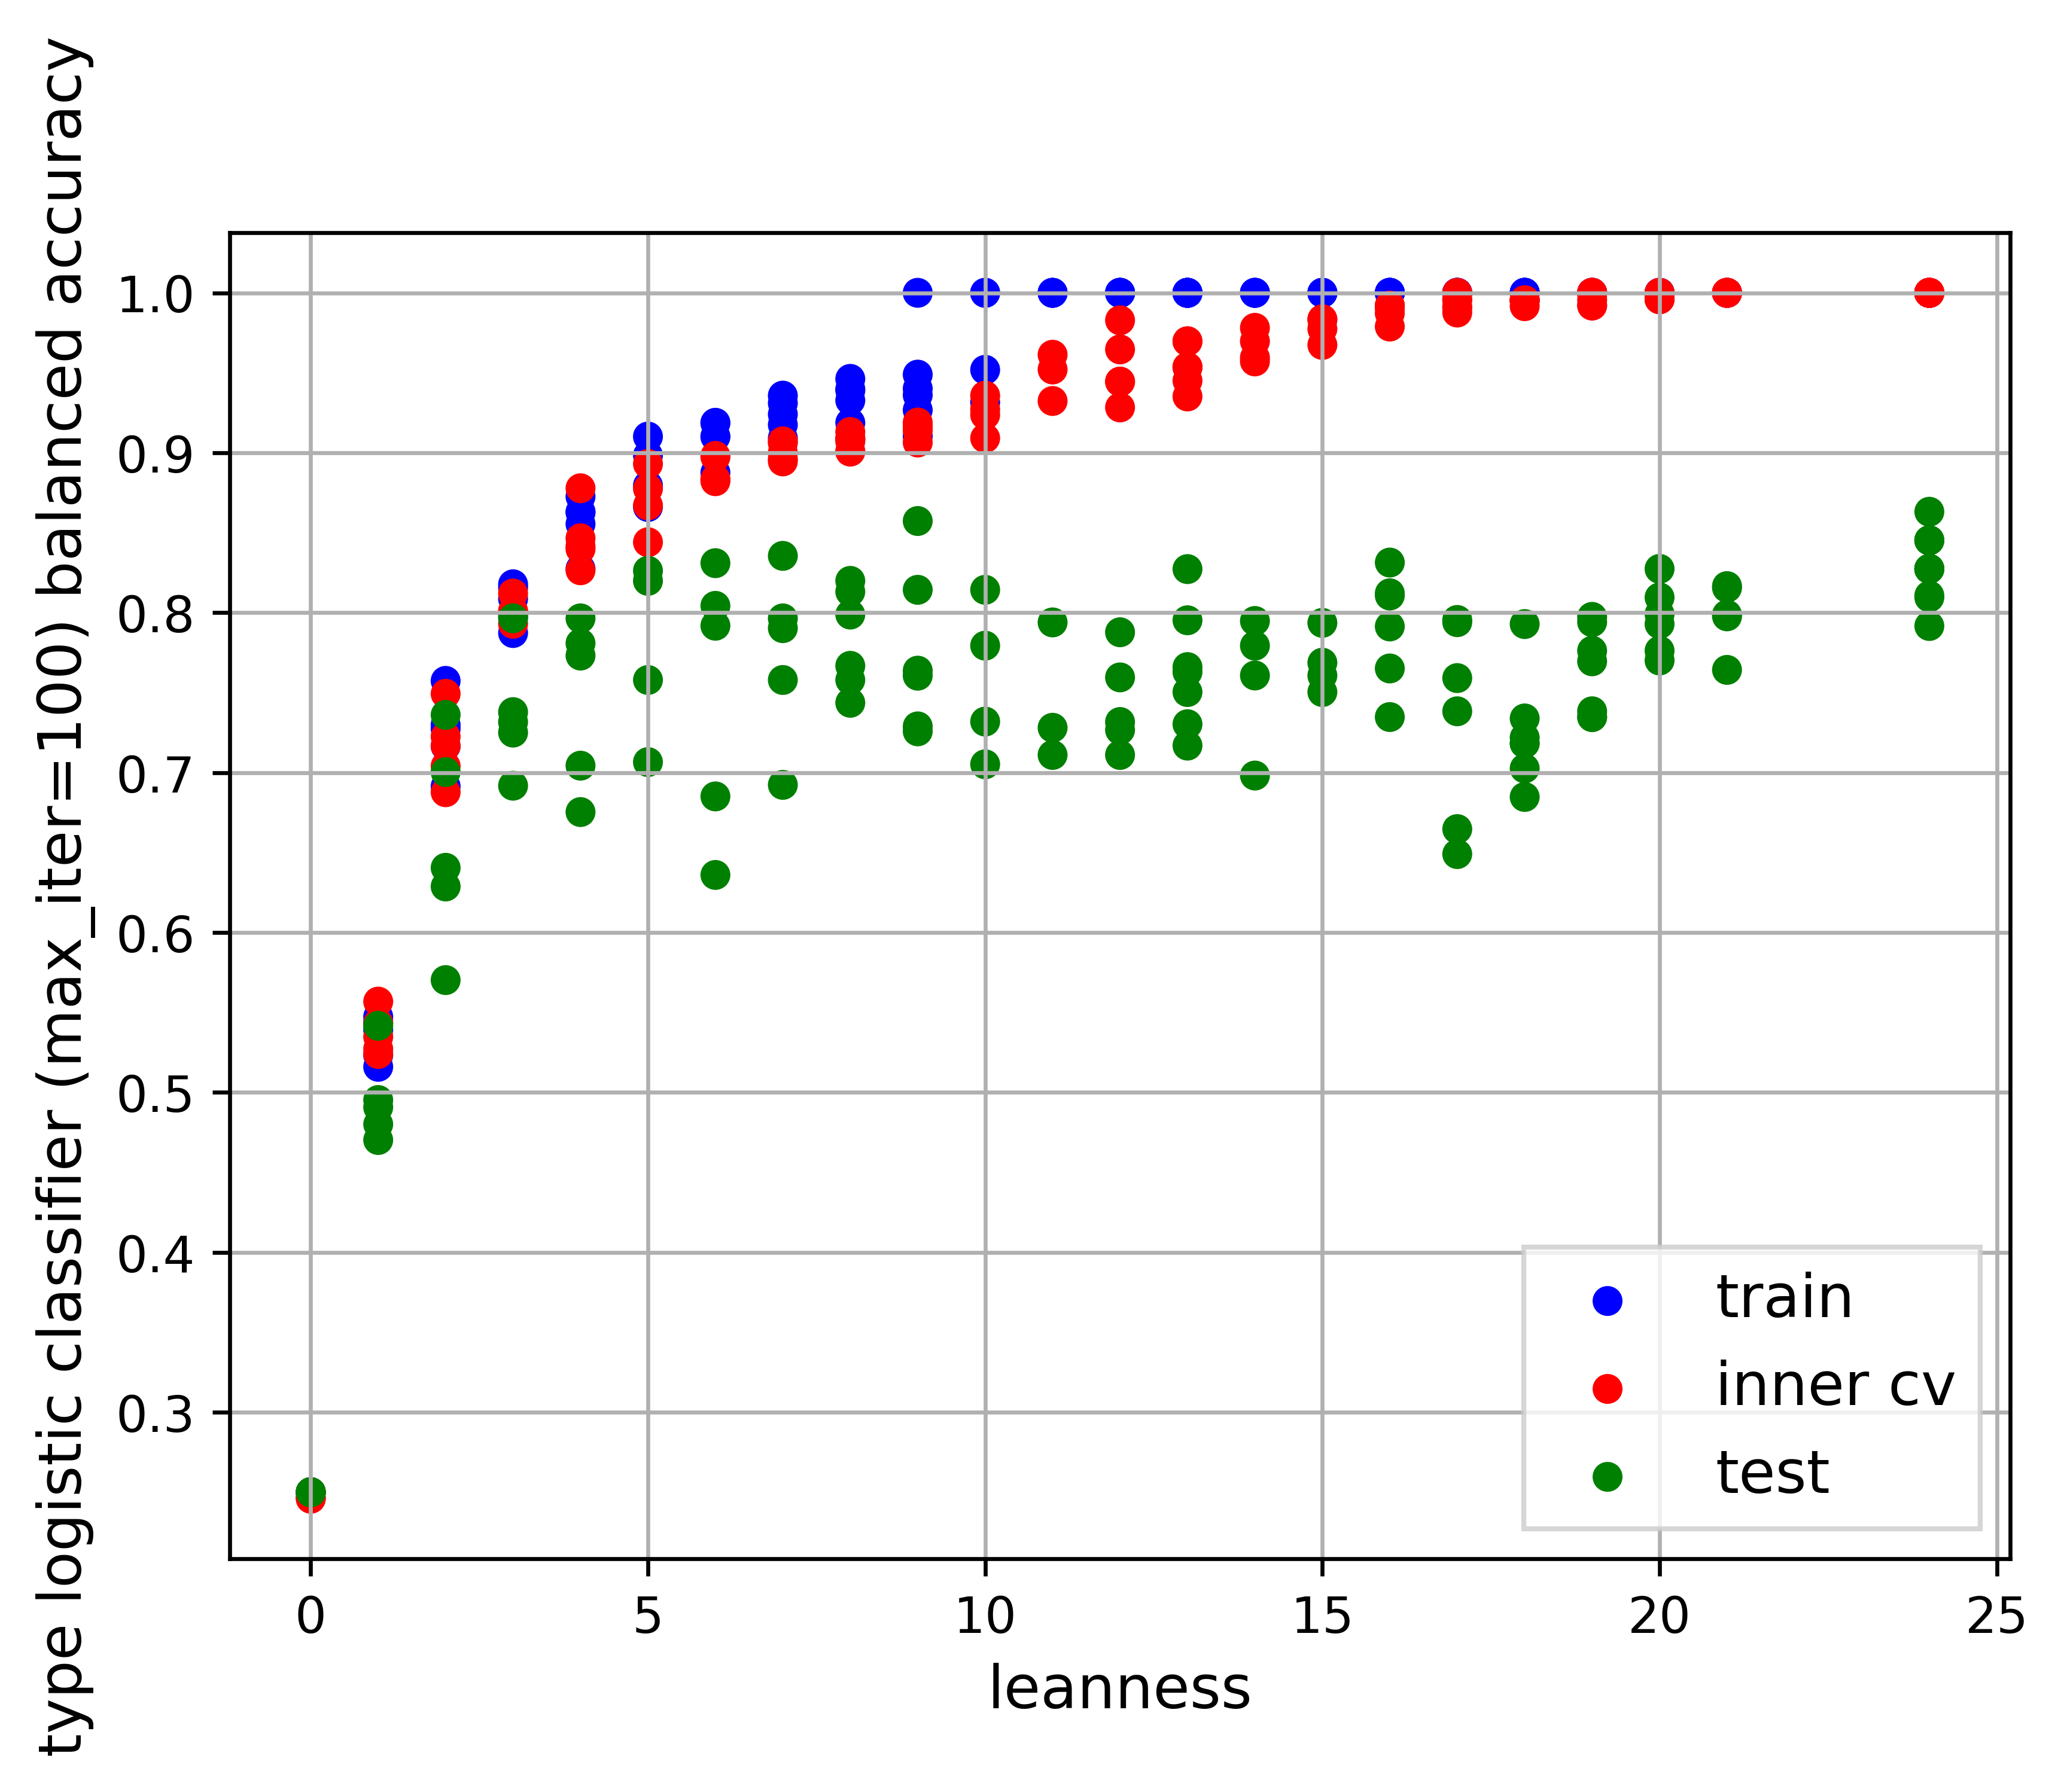 type logistic classifier (max_iter=100) balanced accuracy
1.0
0.9
0.8
0.7
0.6
0.5
0.4
0.3
0 5 10 15 20 25
leanness
train
inner cv
test